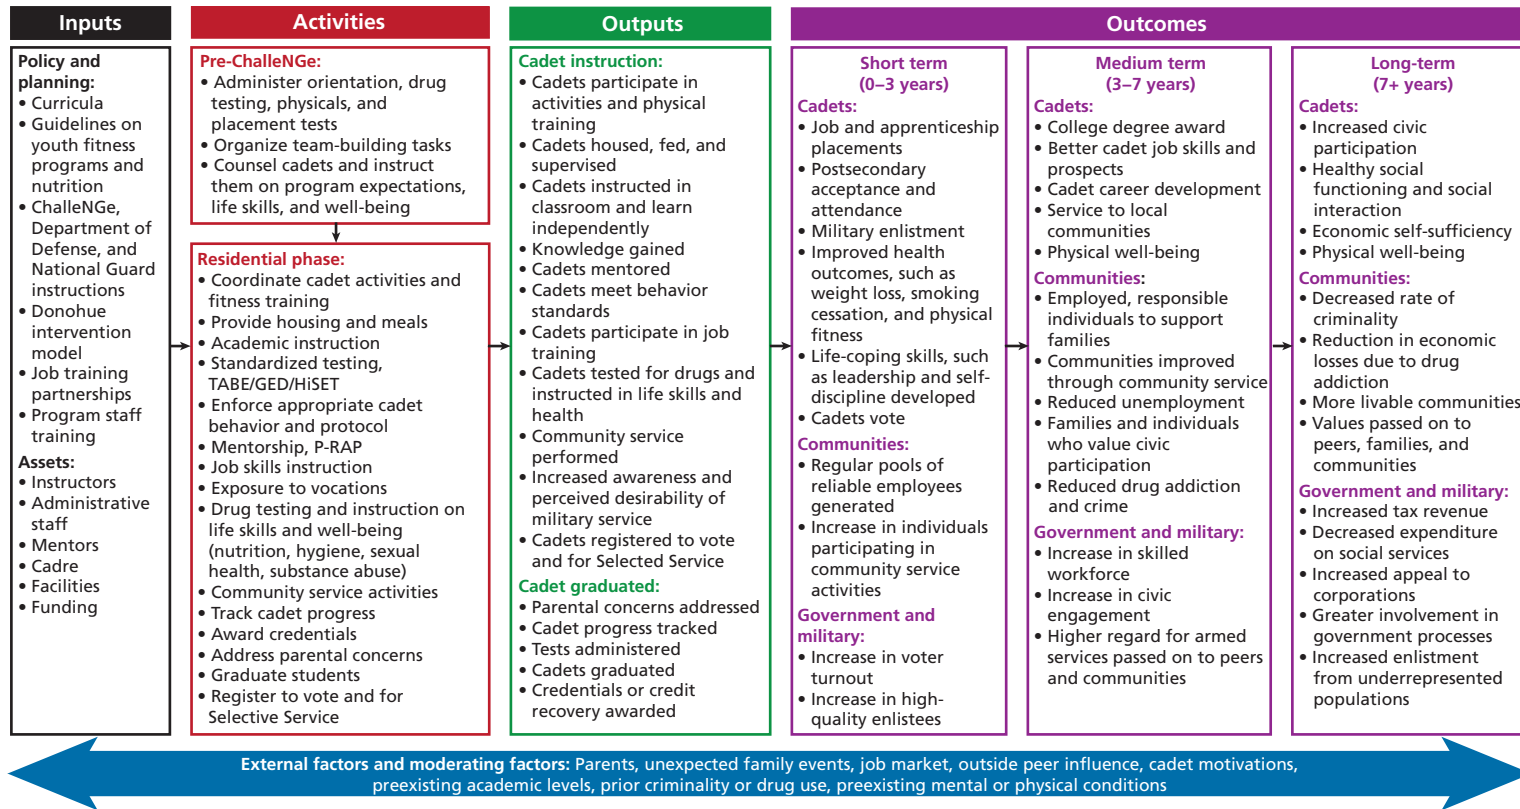 Inputs
Policy and
planning:
• Curricula
• Guidelines on
youth fitness
programs and
nutrition
• ChalleNGe,
Department of
Defense, and
National Guard
instructions
• Donohue
intervention
model
• Job training
partnerships
• Program staff
training
Assets:
• Instructors
• Administrative
staff
• Mentors
• Cadre
• Facilities
• Funding
Activities
Pre-ChalleNGe:
• Administer orientation, drug
testing, physicals, and
placement tests
• Organize team-building tasks
• Counsel cadets and instruct
them on program expectations,
life skills, and well-being
Residential phase:
• Coordinate cadet activities and
fitness training
• Provide housing and meals
• Academic instruction
• Standardized testing,
TABE/GED/HiSET
• Enforce appropriate cadet
behavior and protocol
• Mentorship, P-RAP
• Job skills instruction
• Exposure to vocations
• Drug testing and instruction on
life skills and well-being
(nutrition, hygiene, sexual
health, substance abuse)
• Community service activities
• Track cadet progress
• Award credentials
• Address parental concerns
• Graduate students
• Register to vote and for
Selective Service
Outputs
Cadet instruction:
• Cadets participate in
activities and physical
training
• Cadets housed, fed, and
supervised
• Cadets instructed in
classroom and learn
independently
• Knowledge gained
• Cadets mentored
• Cadets meet behavior
standards
• Cadets participate in job
training
• Cadets tested for drugs and
instructed in life skills and
health
• Community service
performed
• Increased awareness and
perceived desirability of
military service
• Cadets registered to vote
and for Selected Service
Cadet graduated:
• Parental concerns addressed
• Cadet progress tracked
• Tests administered
• Cadets graduated
• Credentials or credit
recovery awarded
Outcomes
Short term
(0–3 years)
Cadets:
• Job and apprenticeship
placements
• Postsecondary
acceptance and
attendance
• Military enlistment
• Improved health
outcomes, such as
weight loss, smoking
cessation, and physical
fitness
• Life-coping skills, such
as leadership and self-
discipline developed
• Cadets vote
Communities:
• Regular pools of
reliable employees
generated
• Increase in individuals
participating in
community service
activities
Government and
military:
• Increase in voter
turnout
• Increase in high-
quality enlistees
Medium term
(3–7 years)
Cadets:
• College degree award
• Better cadet job skills and
prospects
• Cadet career development
• Service to local
communities
• Physical well-being
Communities:
• Employed, responsible
individuals to support
families
• Communities improved
through community service
• Reduced unemployment
• Families and individuals
who value civic
participation
• Reduced drug addiction
and crime
Government and military:
• Increase in skilled
workforce
• Increase in civic
engagement
• Higher regard for armed
services passed on to peers
and communities
Long-term
(7+ years)
Cadets:
• Increased civic
participation
• Healthy social
functioning and social
interaction
• Economic self-sufficiency
• Physical well-being
Communities:
• Decreased rate of
criminality
• Reduction in economic
losses due to drug
addiction
• More livable communities
• Values passed on to
peers, families, and
communities
Government and military:
• Increased tax revenue
• Decreased expenditure
on social services
• Increased appeal to
corporations
• Greater involvement in
government processes
• Increased enlistment
from underrepresented
populations
External factors and moderating factors: Parents, unexpected family events, job market, outside peer influence, cadet motivations,
preexisting academic levels, prior criminality or drug use, preexisting mental or physical conditions